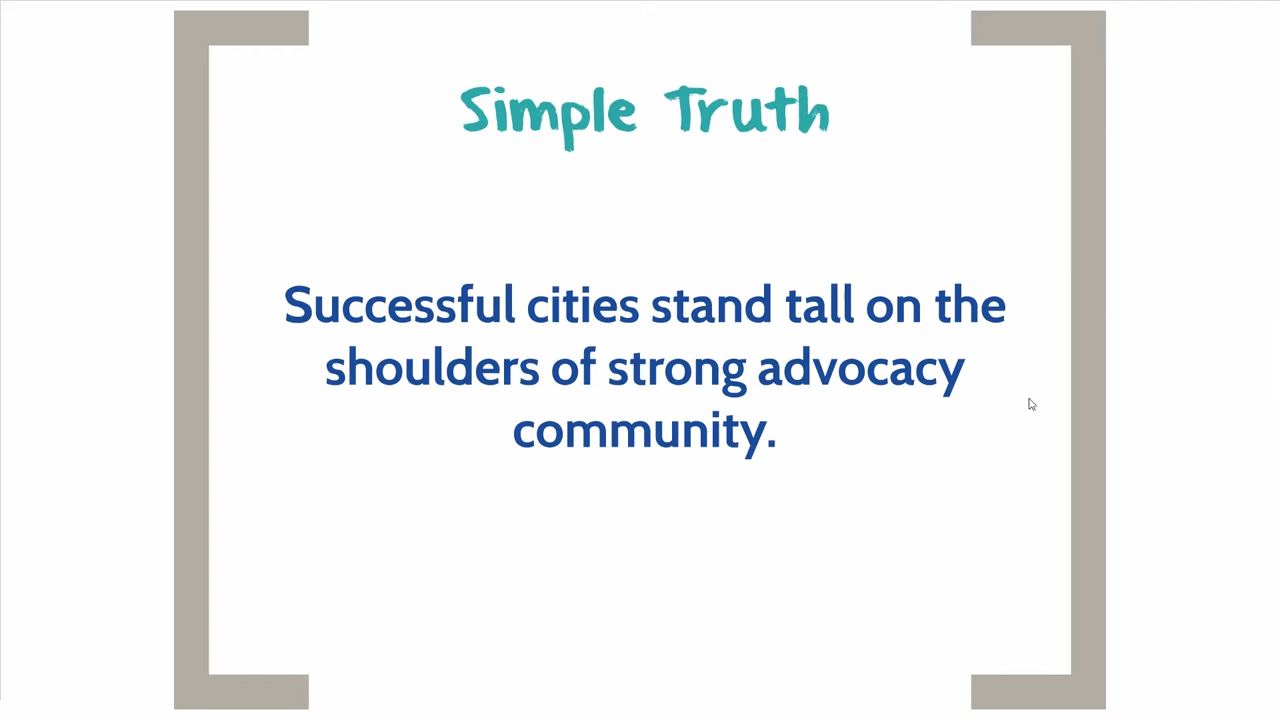 Simple Truth
Successful cities stand tall on the
shoulders of strong advocacy
community.